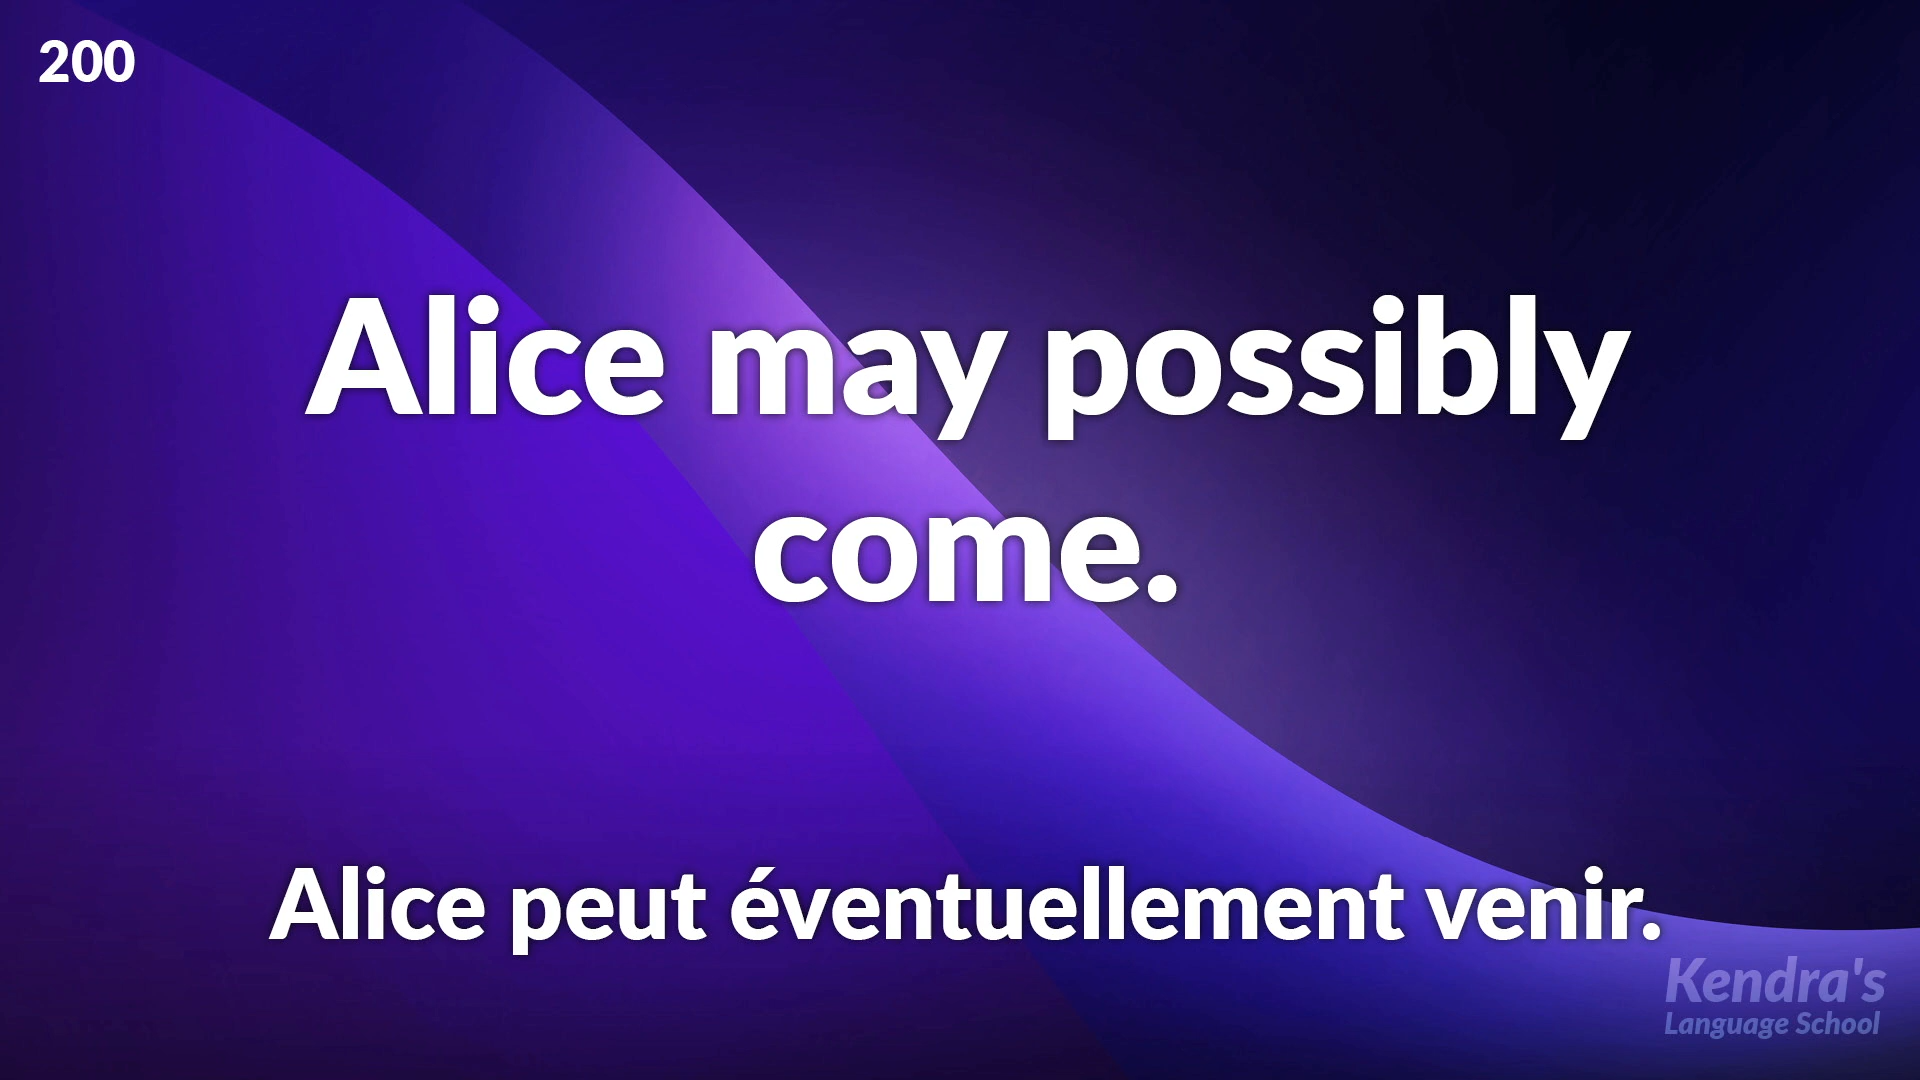 200
Alice may possibly
come.
Alice peut éventuellement venir.
Kendra's
Language School